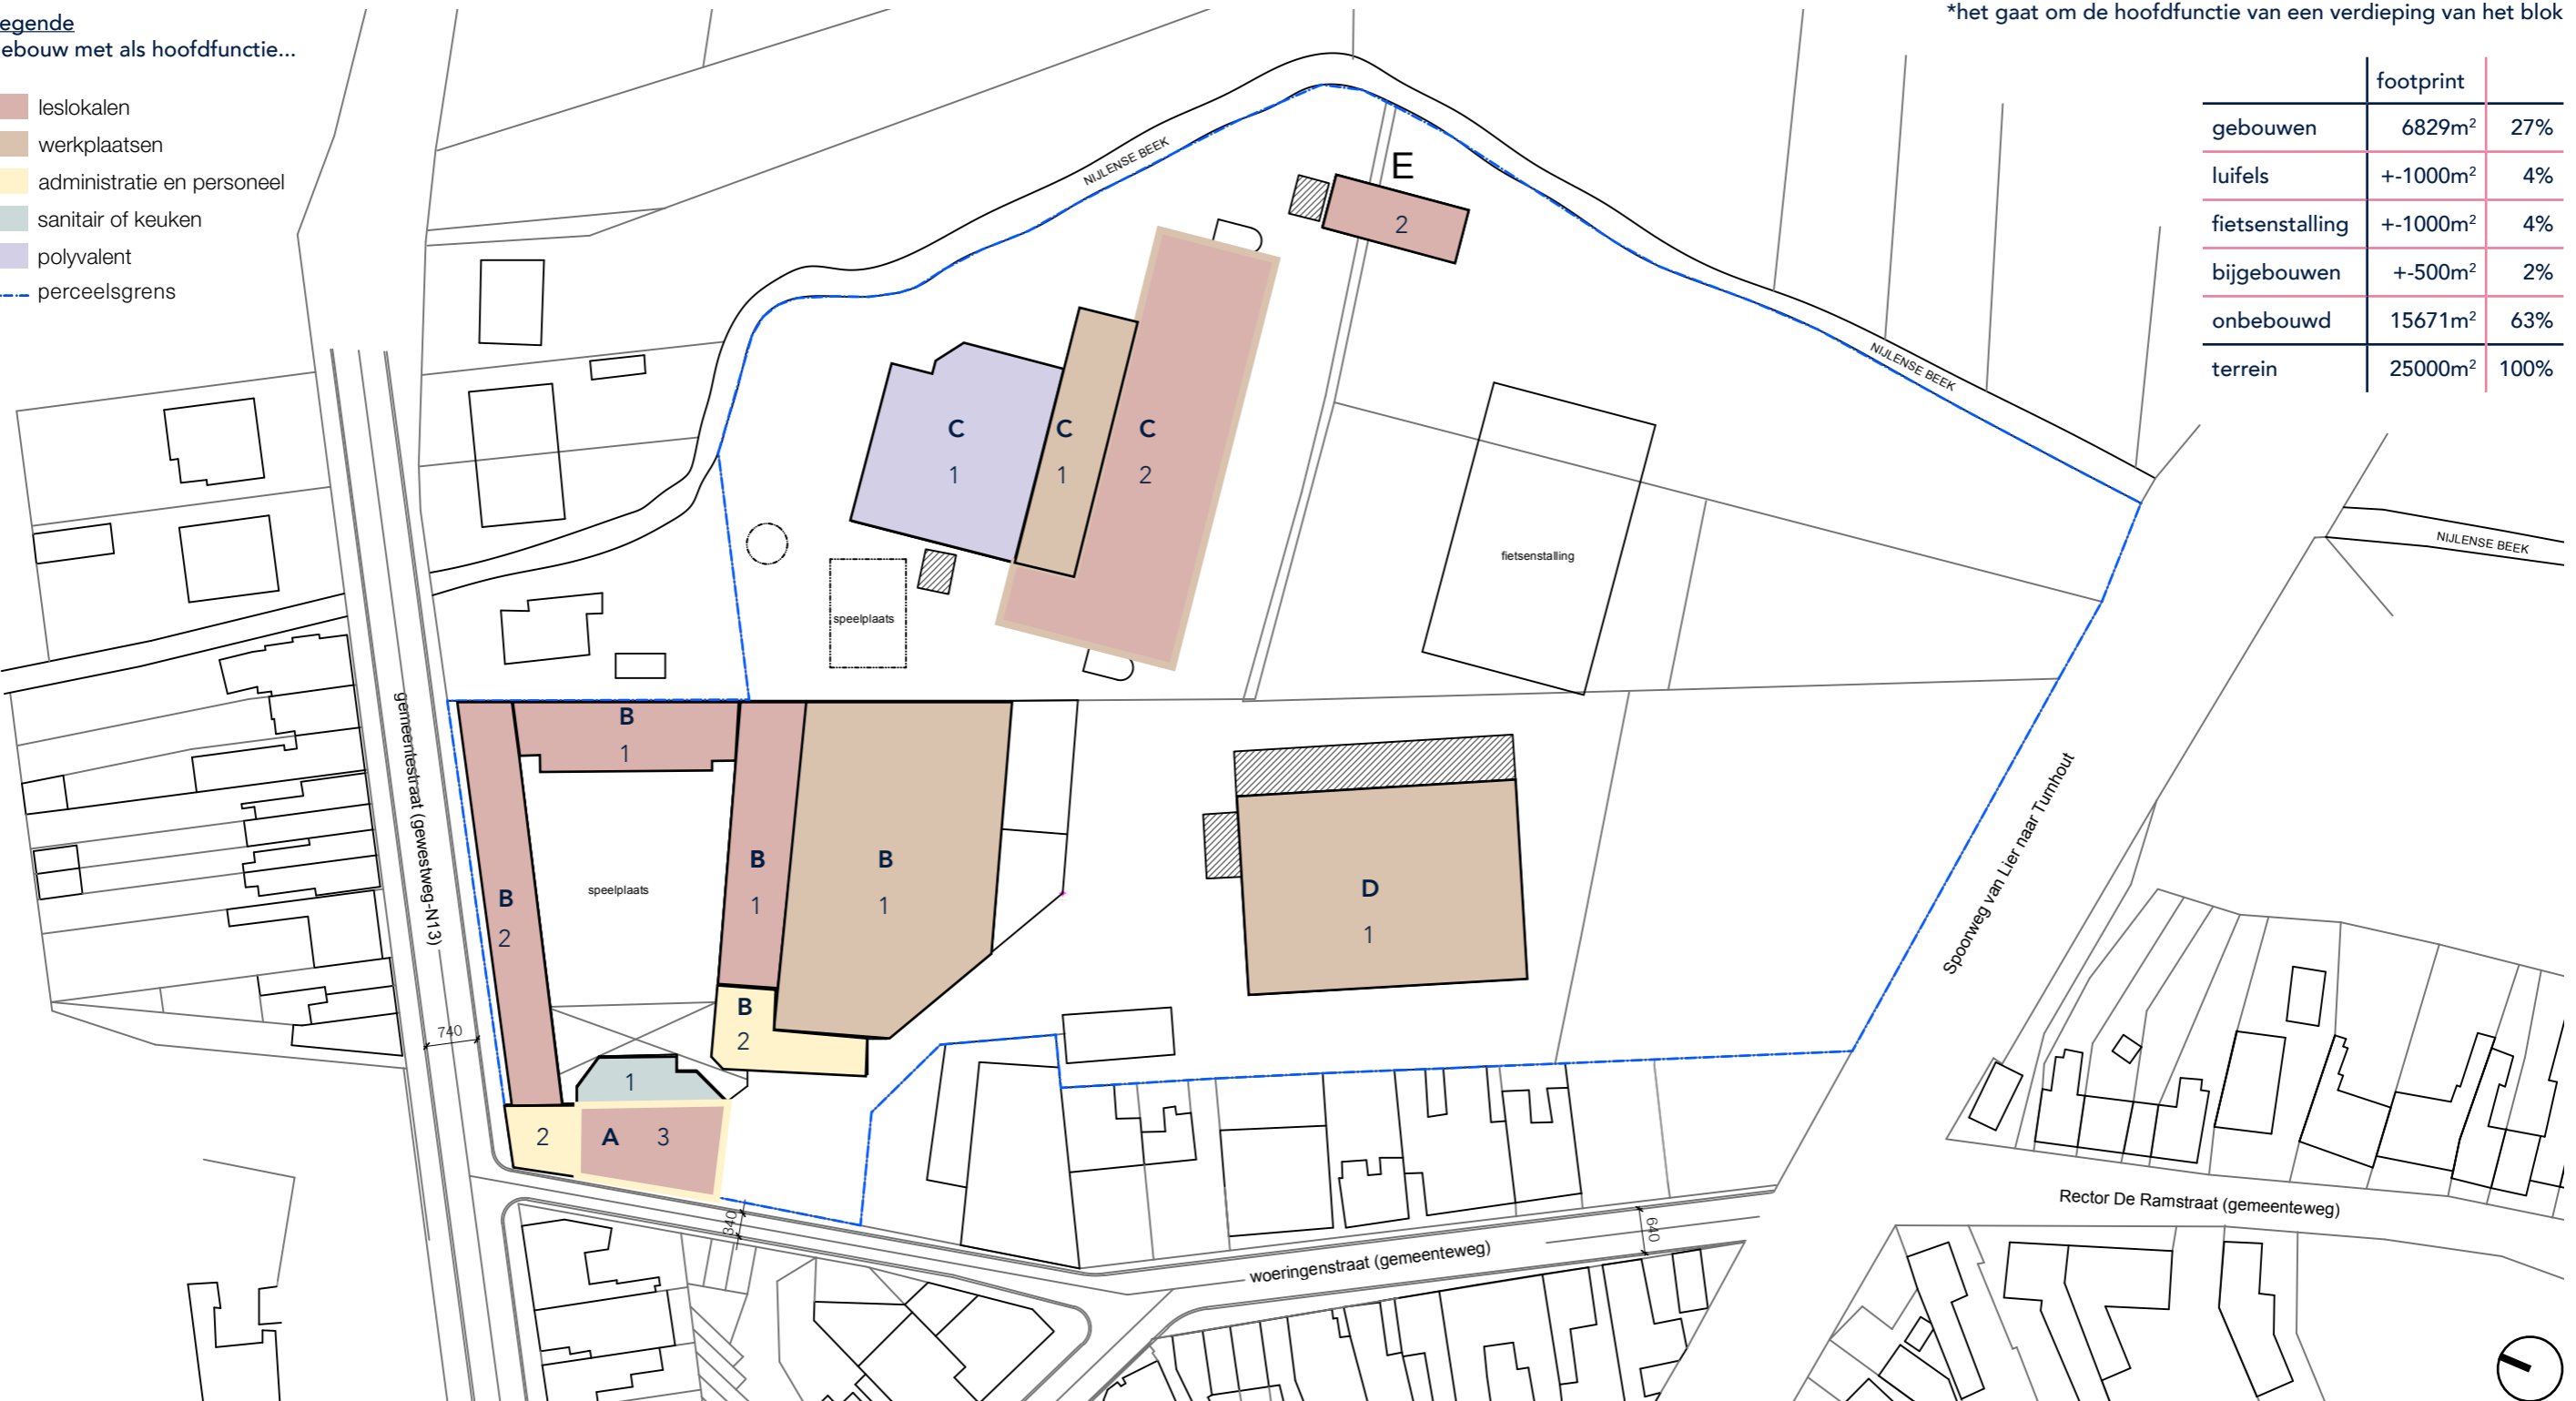 egende
ebouw met als hoofdfunctie...
leslokalen
werkplaatsen
administratie en personeel
sanitair of keuken
polyvalent
perceelsgrens
*het gaat om de hoofdfunctie van een verdieping van het blok
footprint
gebouwen 6829m² 27%
luifels +-1000m² 4%
fietsenstalling +-1000m² 4%
bijgebouwen +-500m² 2%
onbebouwd 15671m² 63%
terrein 25000m² 100%
NIJLENSE BEEK
E
2
NIJLENSE BEEK
C
1
C
1
C
2
NIJLENSE BEEK
fietsenstalling
speelplaats
gemeentestraat (gewestweg-N13)
B
1
B
2
speelplaats
B
1
B
1
D
1
Spoorweg van Lier naar Turnhout
B
2
740
1
2
A 3
840
640
woeringenstraat (gemeenteweg)
Rector De Ramstraat (gemeenteweg)